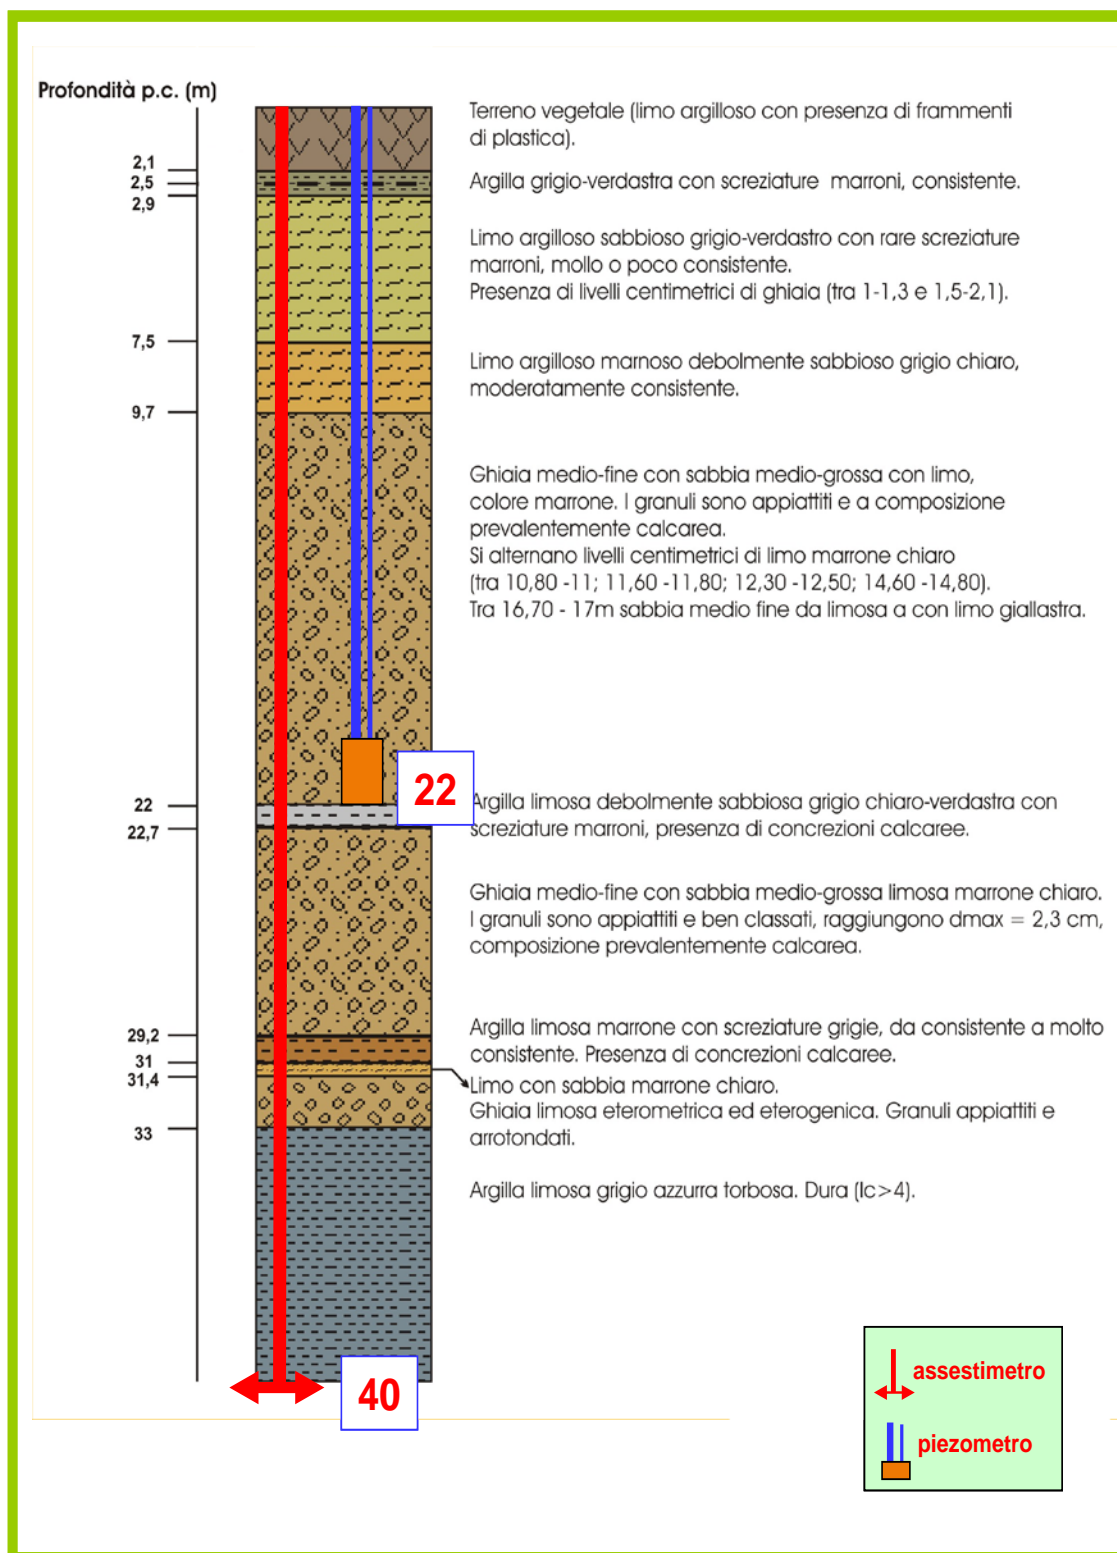 Profondità p.c. (m)
Terreno vegetale (limo argilloso con presenza di frammenti
di plastica).
2,1
2,5
2,9
Argilla grigio-verdastra con screziature marroni, consistente.
Limo argilloso sabbioso grigio-verdastro con rare screziature
marroni, mollo o poco consistente.
Presenza di livelli centimetrici di ghiaia (tra 1-1,3 e 1,5-2,1).
7,5
Limo argilloso marnoso debolmente sabbioso grigio chiaro,
moderatamente consistente.
9,7
Ghiaia medio-fine con sabbia medio-grossa con limo,
colore marrone. I granuli sono appiattiti e a composizione
prevalentemente calcarea.
Si alternano livelli centimetrici di limo marrone chiaro
(tra 10,80 -11; 11,60 -11,80; 12,30 -12,50; 14,60 -14,80).
Tra 16,70 - 17m sabbia medio fine da limosa a con limo giallastra.
22
22
22,7
Argilla limosa debolmente sabbiosa grigio chiaro-verdastra con
screziature marroni, presenza di concrezioni calcaree.
Ghiaia medio-fine con sabbia medio-grossa limosa marrone chiaro.
I granuli sono appiattiti e ben classati, raggiungono dmax = 2,3 cm,
composizione prevalentemente calcarea.
29,2
31
31,4
33
Argilla limosa marrone con screziature grigie, da consistente a molto
consistente. Presenza di concrezioni calcaree.
Limo con sabbia marrone chiaro.
Ghiaia limosa eterometrica ed eterogenica. Granuli appiattiti e
arrotondati.
Argilla limosa grigio azzurra torbosa. Dura (Ic>4).
40
assestimetro
piezometro